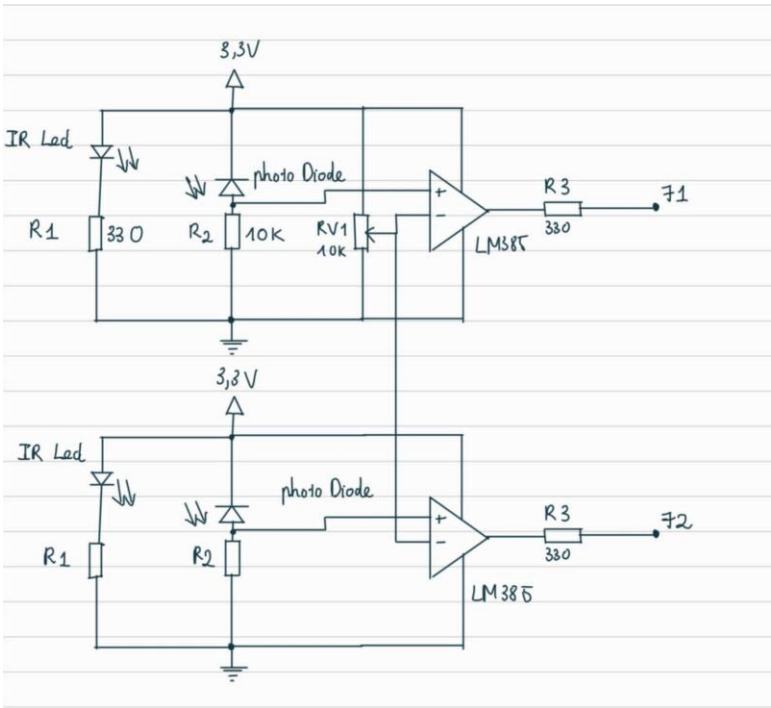 3,3V
IR Led
photo Diode
+
-
R1
330
R2
10K
RV1
10K
R3
330
71
LM385
3,3V
IR Led
photo Diode
+
-
R1
R2
R3
330
72
LM385